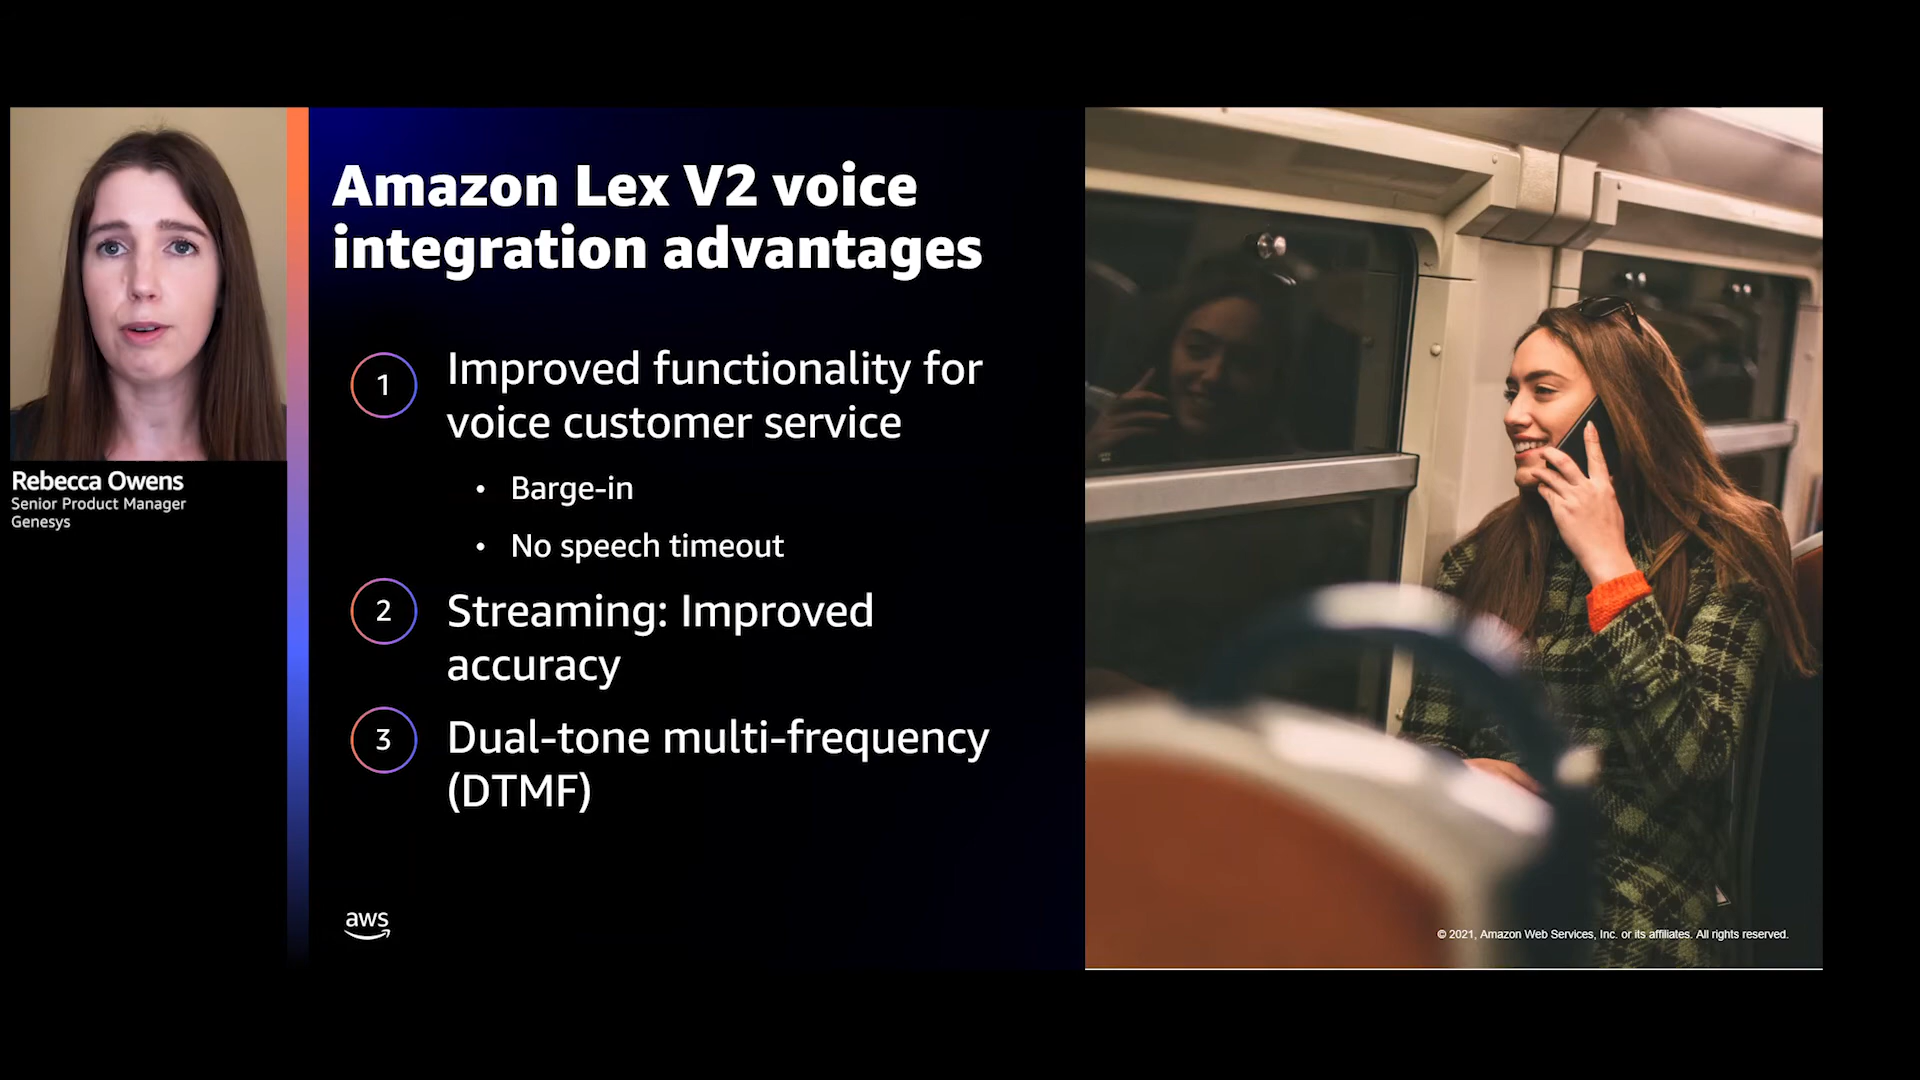 Rebecca Owens
Senior Product Manager
Genesys
Amazon Lex V2 voice
integration advantages
1
Improved functionality for
voice customer service
• Barge-in
• No speech timeout
2
Streaming: Improved
accuracy
3
Dual-tone multi-frequency
(DTMF)
aws
© 2021, Amazon Web Services, Inc. or its affiliates. All rights reserved.